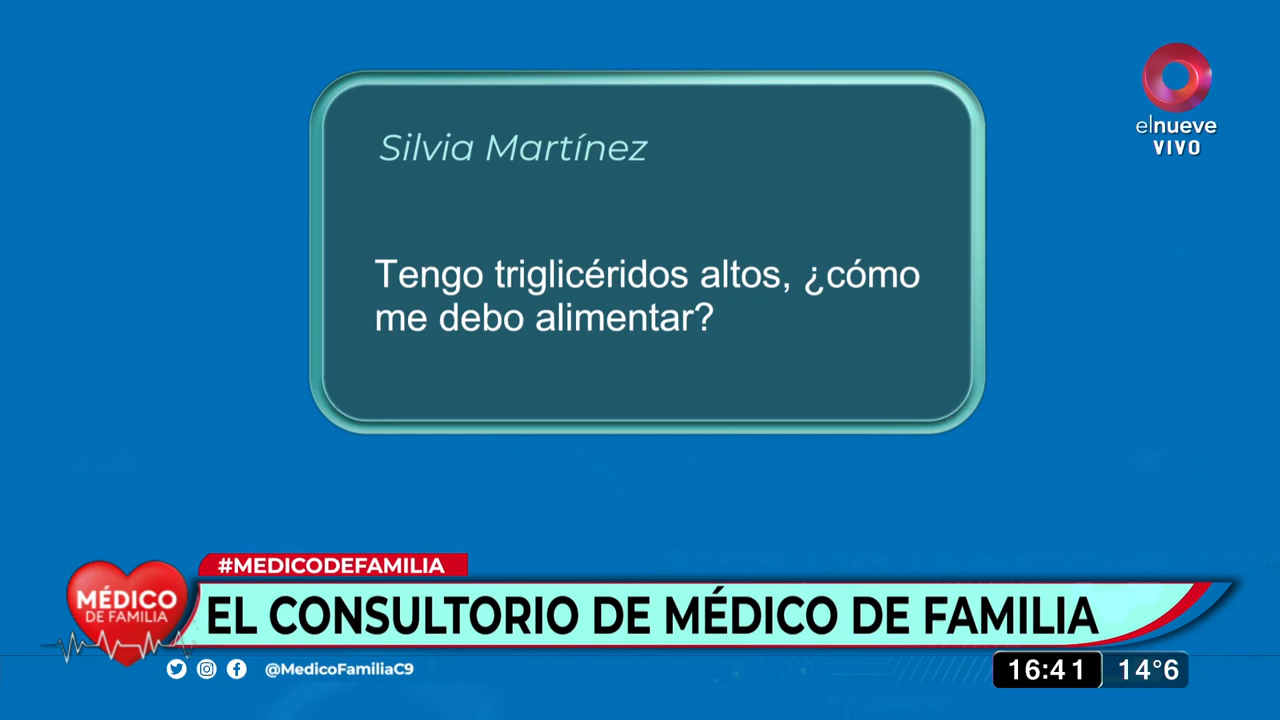 elnueve
VIVO
Silvia Martínez
Tengo triglicéridos altos, ¿cómo
me debo alimentar?
#MEDICODEFAMILIA
MÉDICO
DE FAMILIA
EL CONSULTORIO DE MÉDICO DE FAMILIA
@MedicoFamiliaC9
16:41
14°6